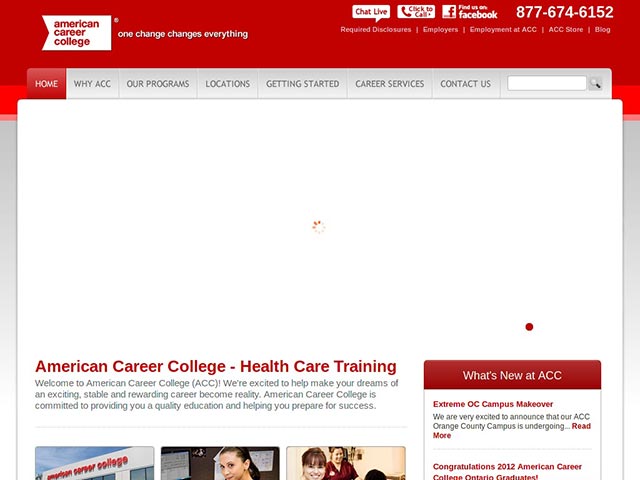 american
career
college
®
one change changes everything
Chat Live
Click to
Call
Find us on:
facebook
877-674-6152
Required Disclosures | Employers | Employment at ACC | ACC Store | Blog
HOME
WHY ACC
OUR PROGRAMS
LOCATIONS
GETTING STARTED
CAREER SERVICES
CONTACT US
American Career College - Health Care Training
Welcome to American Career College (ACC)! We're excited to help make your dreams of
an exciting, stable and rewarding career become reality. American Career College is
committed to providing you a quality education and helping you prepare for success.
american career college
What's New at ACC
Extreme OC Campus Makeover
We are very excited to announce that our ACC
Orange County Campus is undergoing... Read
More
Congratulations 2012 American Career
College Ontario Graduates!